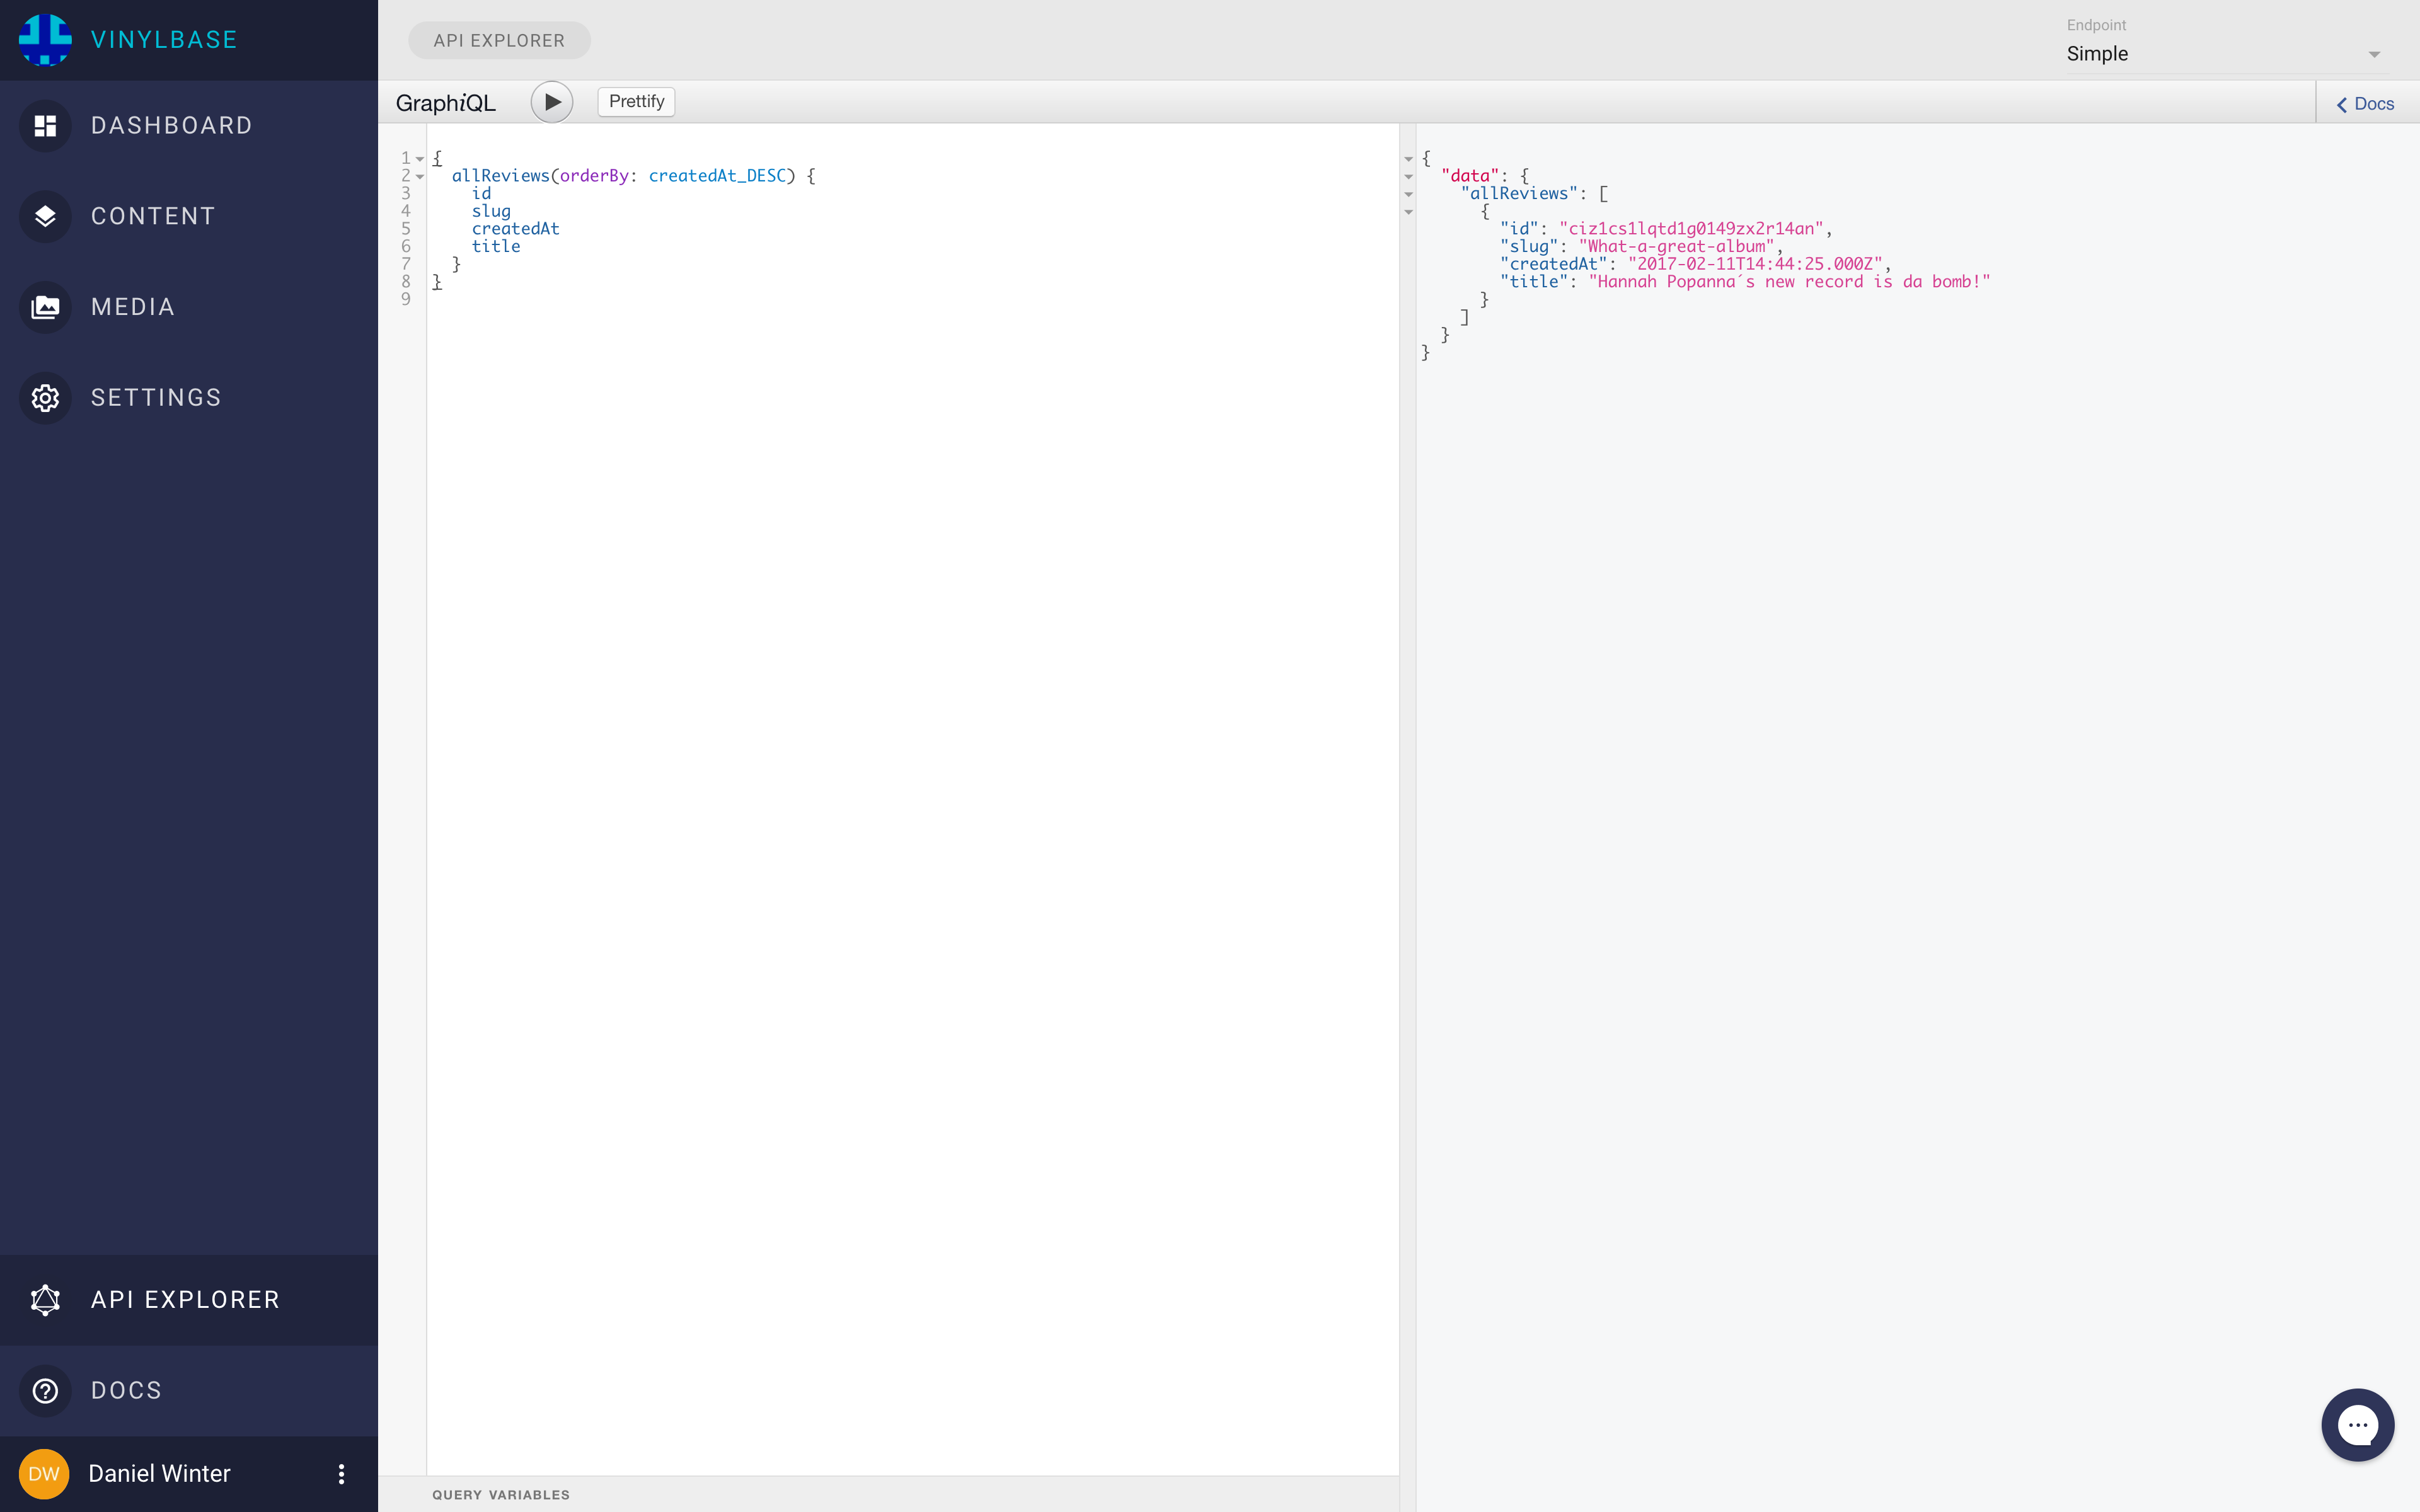 VINYLBASE
DASHBOARD
CONTENT
MEDIA
SETTINGS
API EXPLORER
DOCS
DW Daniel Winter
API EXPLORER
Endpoint
Simple
GraphiQL Prettify Docs
1 {
2 allReviews(orderBy: createdAt_DESC) {
3 id
4 slug
5 createdAt
6 title
7 }
8 }
9
QUERY VARIABLES
{
"data": {
"allReviews": [
{
"id": "ciz1cs1lqtd1g0149zx2r14an",
"slug": "What-a-great-album",
"createdAt": "2017-02-11T14:44:25.000Z",
"title": "Hannah Popanna´s new record is da bomb!"
}
]
}
}